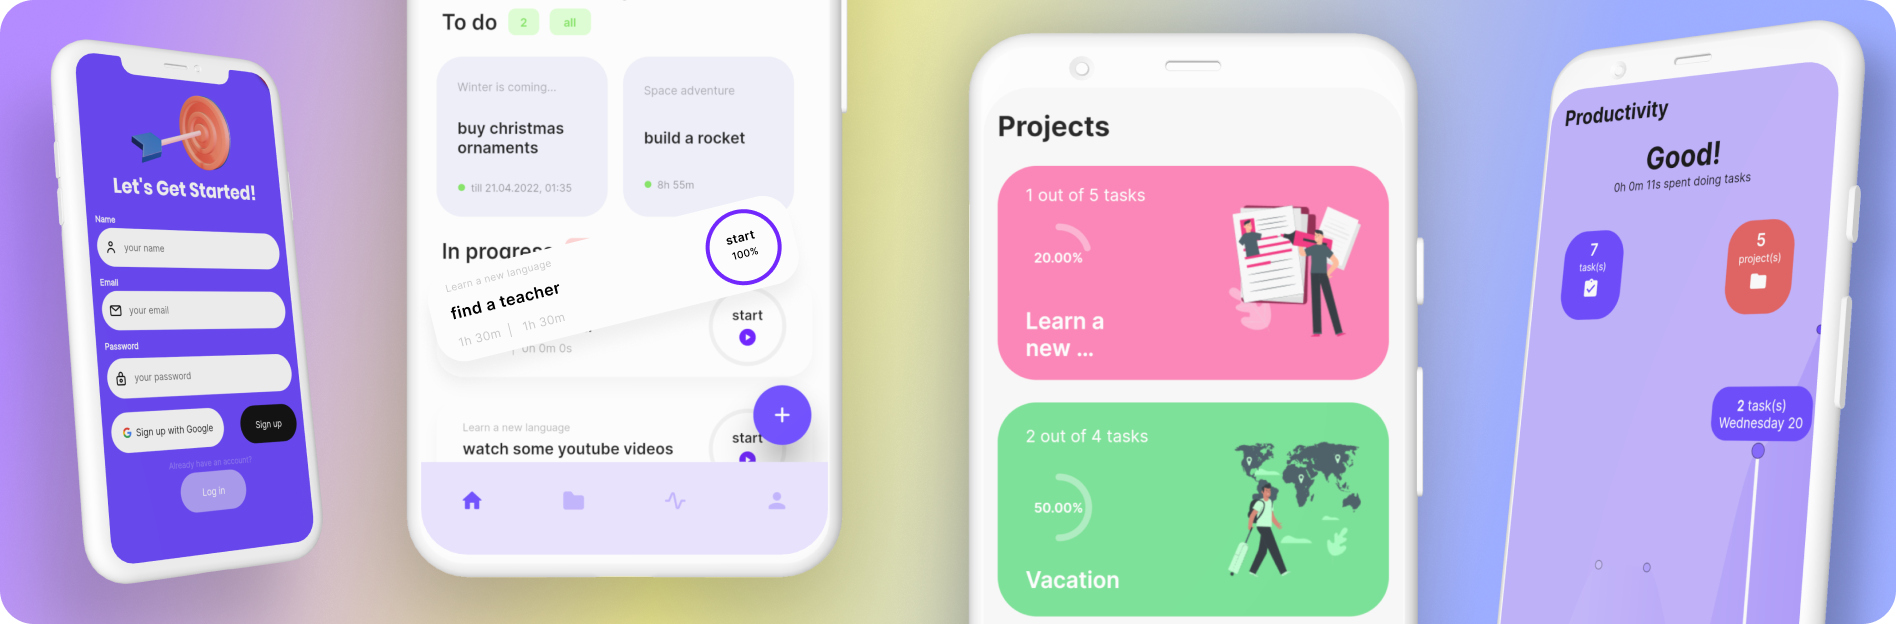 Let's Get Started!
Name
your name
Email
your email
Password
your password
Sign up with Google
Sign up
Already have an account?
Log in
To do
2
all
Winter is coming...
buy christmas
ornaments
till 21.04.2022, 01:35
Space adventure
build a rocket
8h 55m
In progress
Learn a new language
find a teacher
1h 30m | 1h 30m
start
100%
| 0h 0m 0s
start
Learn a new language
watch some youtube videos
start
+
Projects
1 out of 5 tasks
20.00%
Learn a
new ...
2 out of 4 tasks
50.00%
Vacation
Productivity
Good!
0h 0m 11s spent doing tasks
7
task(s)
5
project(s)
2 task(s)
Wednesday 20